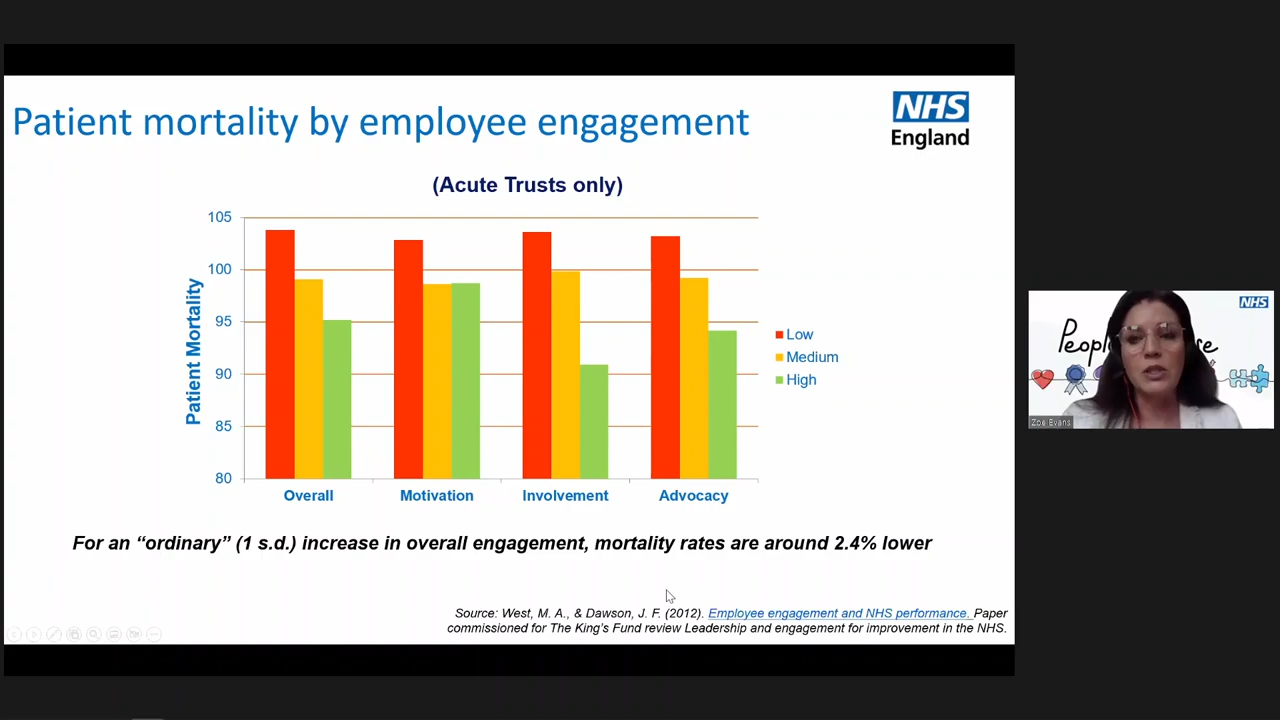 Patient mortality by employee engagement
NHS
England
(Acute Trusts only)
Patient Mortality
105
100
95
90
85
80
Overall
Motivation
Involvement
Advocacy
Low
Medium
High
For an “ordinary” (1 s.d.) increase in overall engagement, mortality rates are around 2.4% lower
Source: West, M. A., & Dawson, J. F. (2012). Employee engagement and NHS performance. Paper
commissioned for The King's Fund review Leadership and engagement for improvement in the NHS.
NHS
Zoe Evans